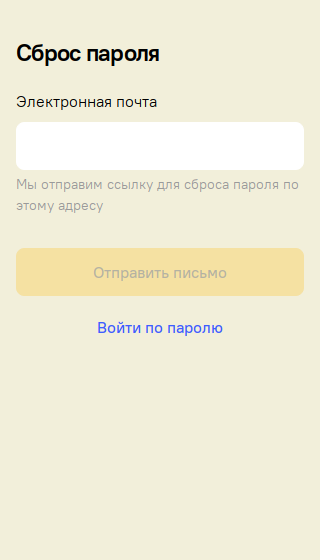 Сброс пароля
Электронная почта
Мы отправим ссылку для сброса пароля по
этому адресу
Отправить письмо
Войти по паролю